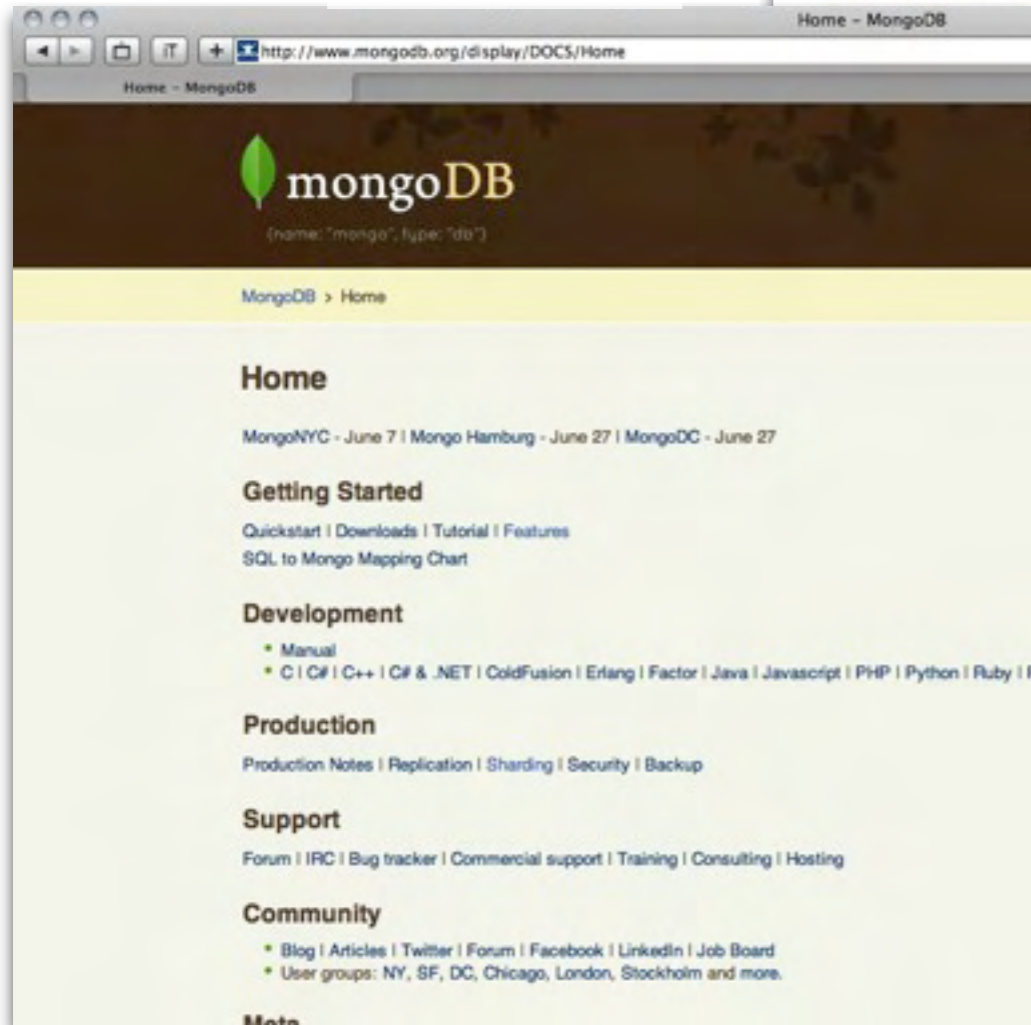 Home - MongoDB
iT + http://www.mongodb.org/display/DOCS/Home
Home - MongoDB
mongoDB
{name: "mongo", type: "db"}
MongoDB > Home
Home
MongoNYC - June 7 | Mongo Hamburg - June 27 | MongoDC - June 27
Getting Started
Quickstart | Downloads | Tutorial | Features
SQL to Mongo Mapping Chart
Development
• Manual
• C | C# | C++ | C# & .NET | ColdFusion | Erlang | Factor | Java | Javascript | PHP | Python | Ruby |
Production
Production Notes | Replication | Sharding | Security | Backup
Support
Forum | IRC | Bug tracker | Commercial support | Training | Consulting | Hosting
Community
• Blog | Articles | Twitter | Forum | Facebook | LinkedIn | Job Board
• User groups: NY, SF, DC, Chicago, London, Stockholm and more.
Meta